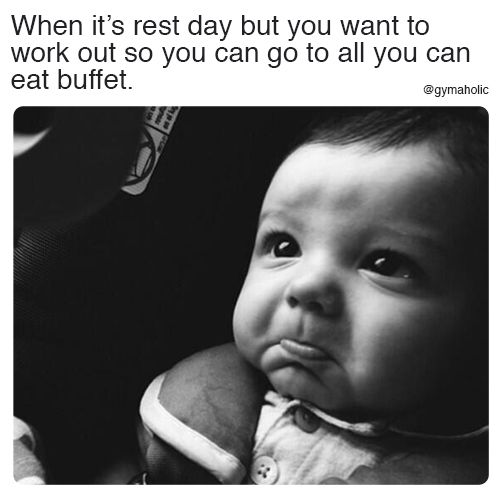 When it’s rest day but you want to
work out so you can go to all you can
eat buffet.
@gymaholic